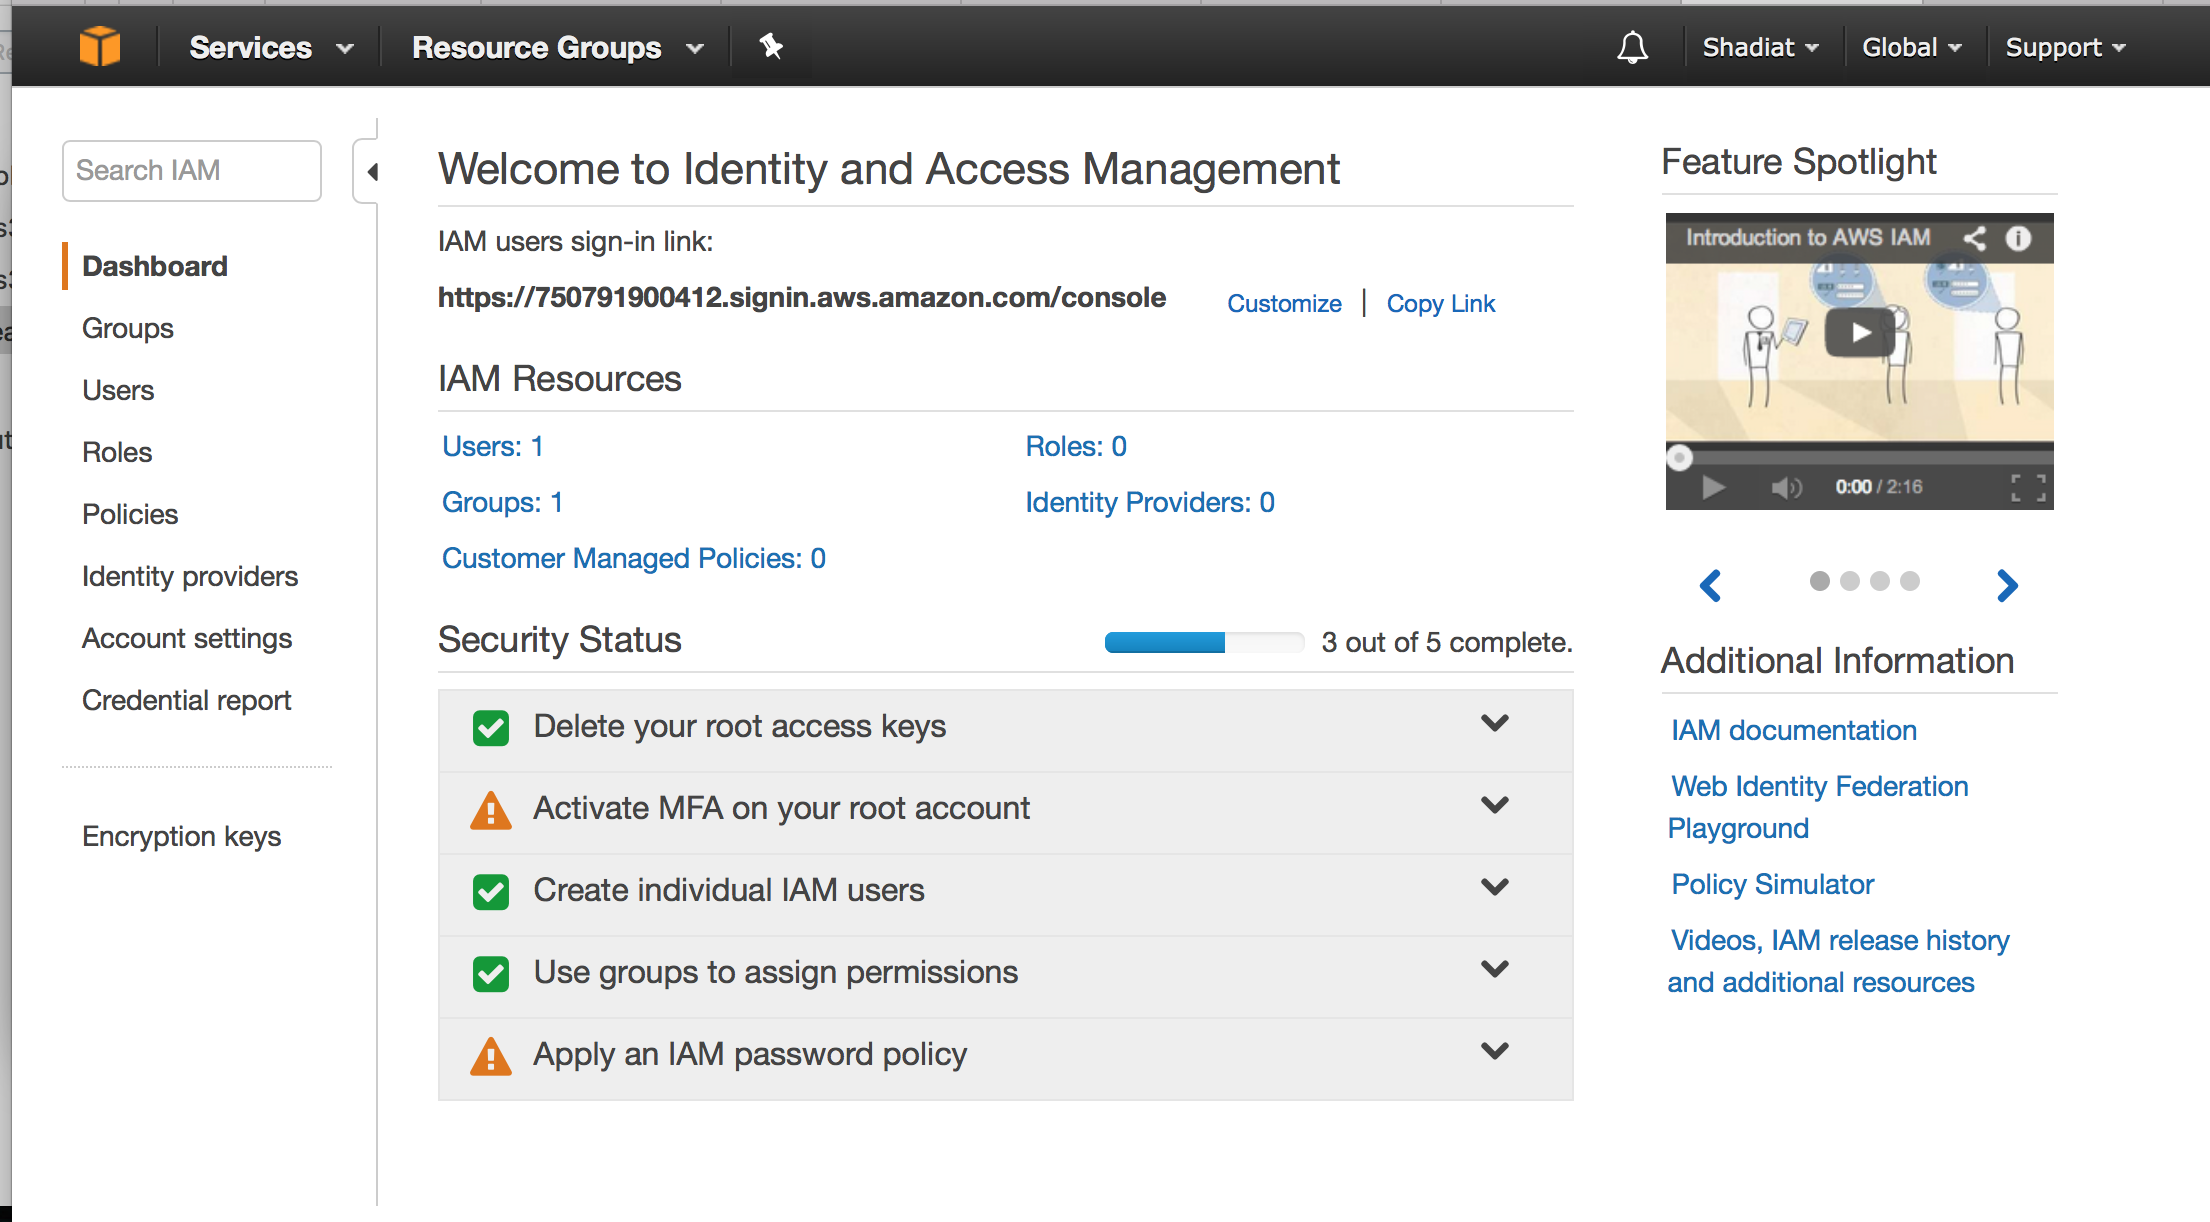 Services
Resource Groups
Shadiat
Global
Support
Search IAM
Dashboard
Groups
Users
Roles
Policies
Identity providers
Account settings
Credential report
Encryption keys
Welcome to Identity and Access Management
IAM users sign-in link:
https://750791900412.signin.aws.amazon.com/console
Customize | Copy Link
IAM Resources
Users: 1
Roles: 0
Groups: 1
Identity Providers: 0
Customer Managed Policies: 0
Security Status
3 out of 5 complete.
Delete your root access keys
Activate MFA on your root account
Create individual IAM users
Use groups to assign permissions
Apply an IAM password policy
Feature Spotlight
Introduction to AWS IAM
0:00 / 2:16
Additional Information
IAM documentation
Web Identity Federation
Playground
Policy Simulator
Videos, IAM release history
and additional resources